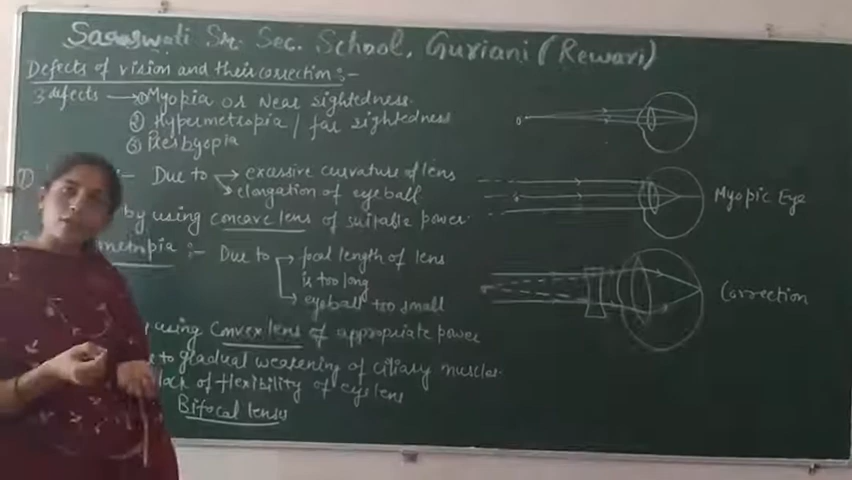 Saraswati Sr. Sec. School, Guriani (Rewari)
Defects of vision and their correction :-
3 defects → ① Myopia or Near sightedness.
② Hypermetropia / far sightedness
③ Presbyopia
① :- Due to → excessive curvature of lens
→ elongation of eyeball
by using concave lens of suitable power.
metropia :- Due to → focal length of lens
is too long
→ eyeball too small
using convex lens of appropriate power
to gradual weakening of ciliary muscles.
lack of flexibility of eye lens
Bifocal lens
Myopic Eye
Correction